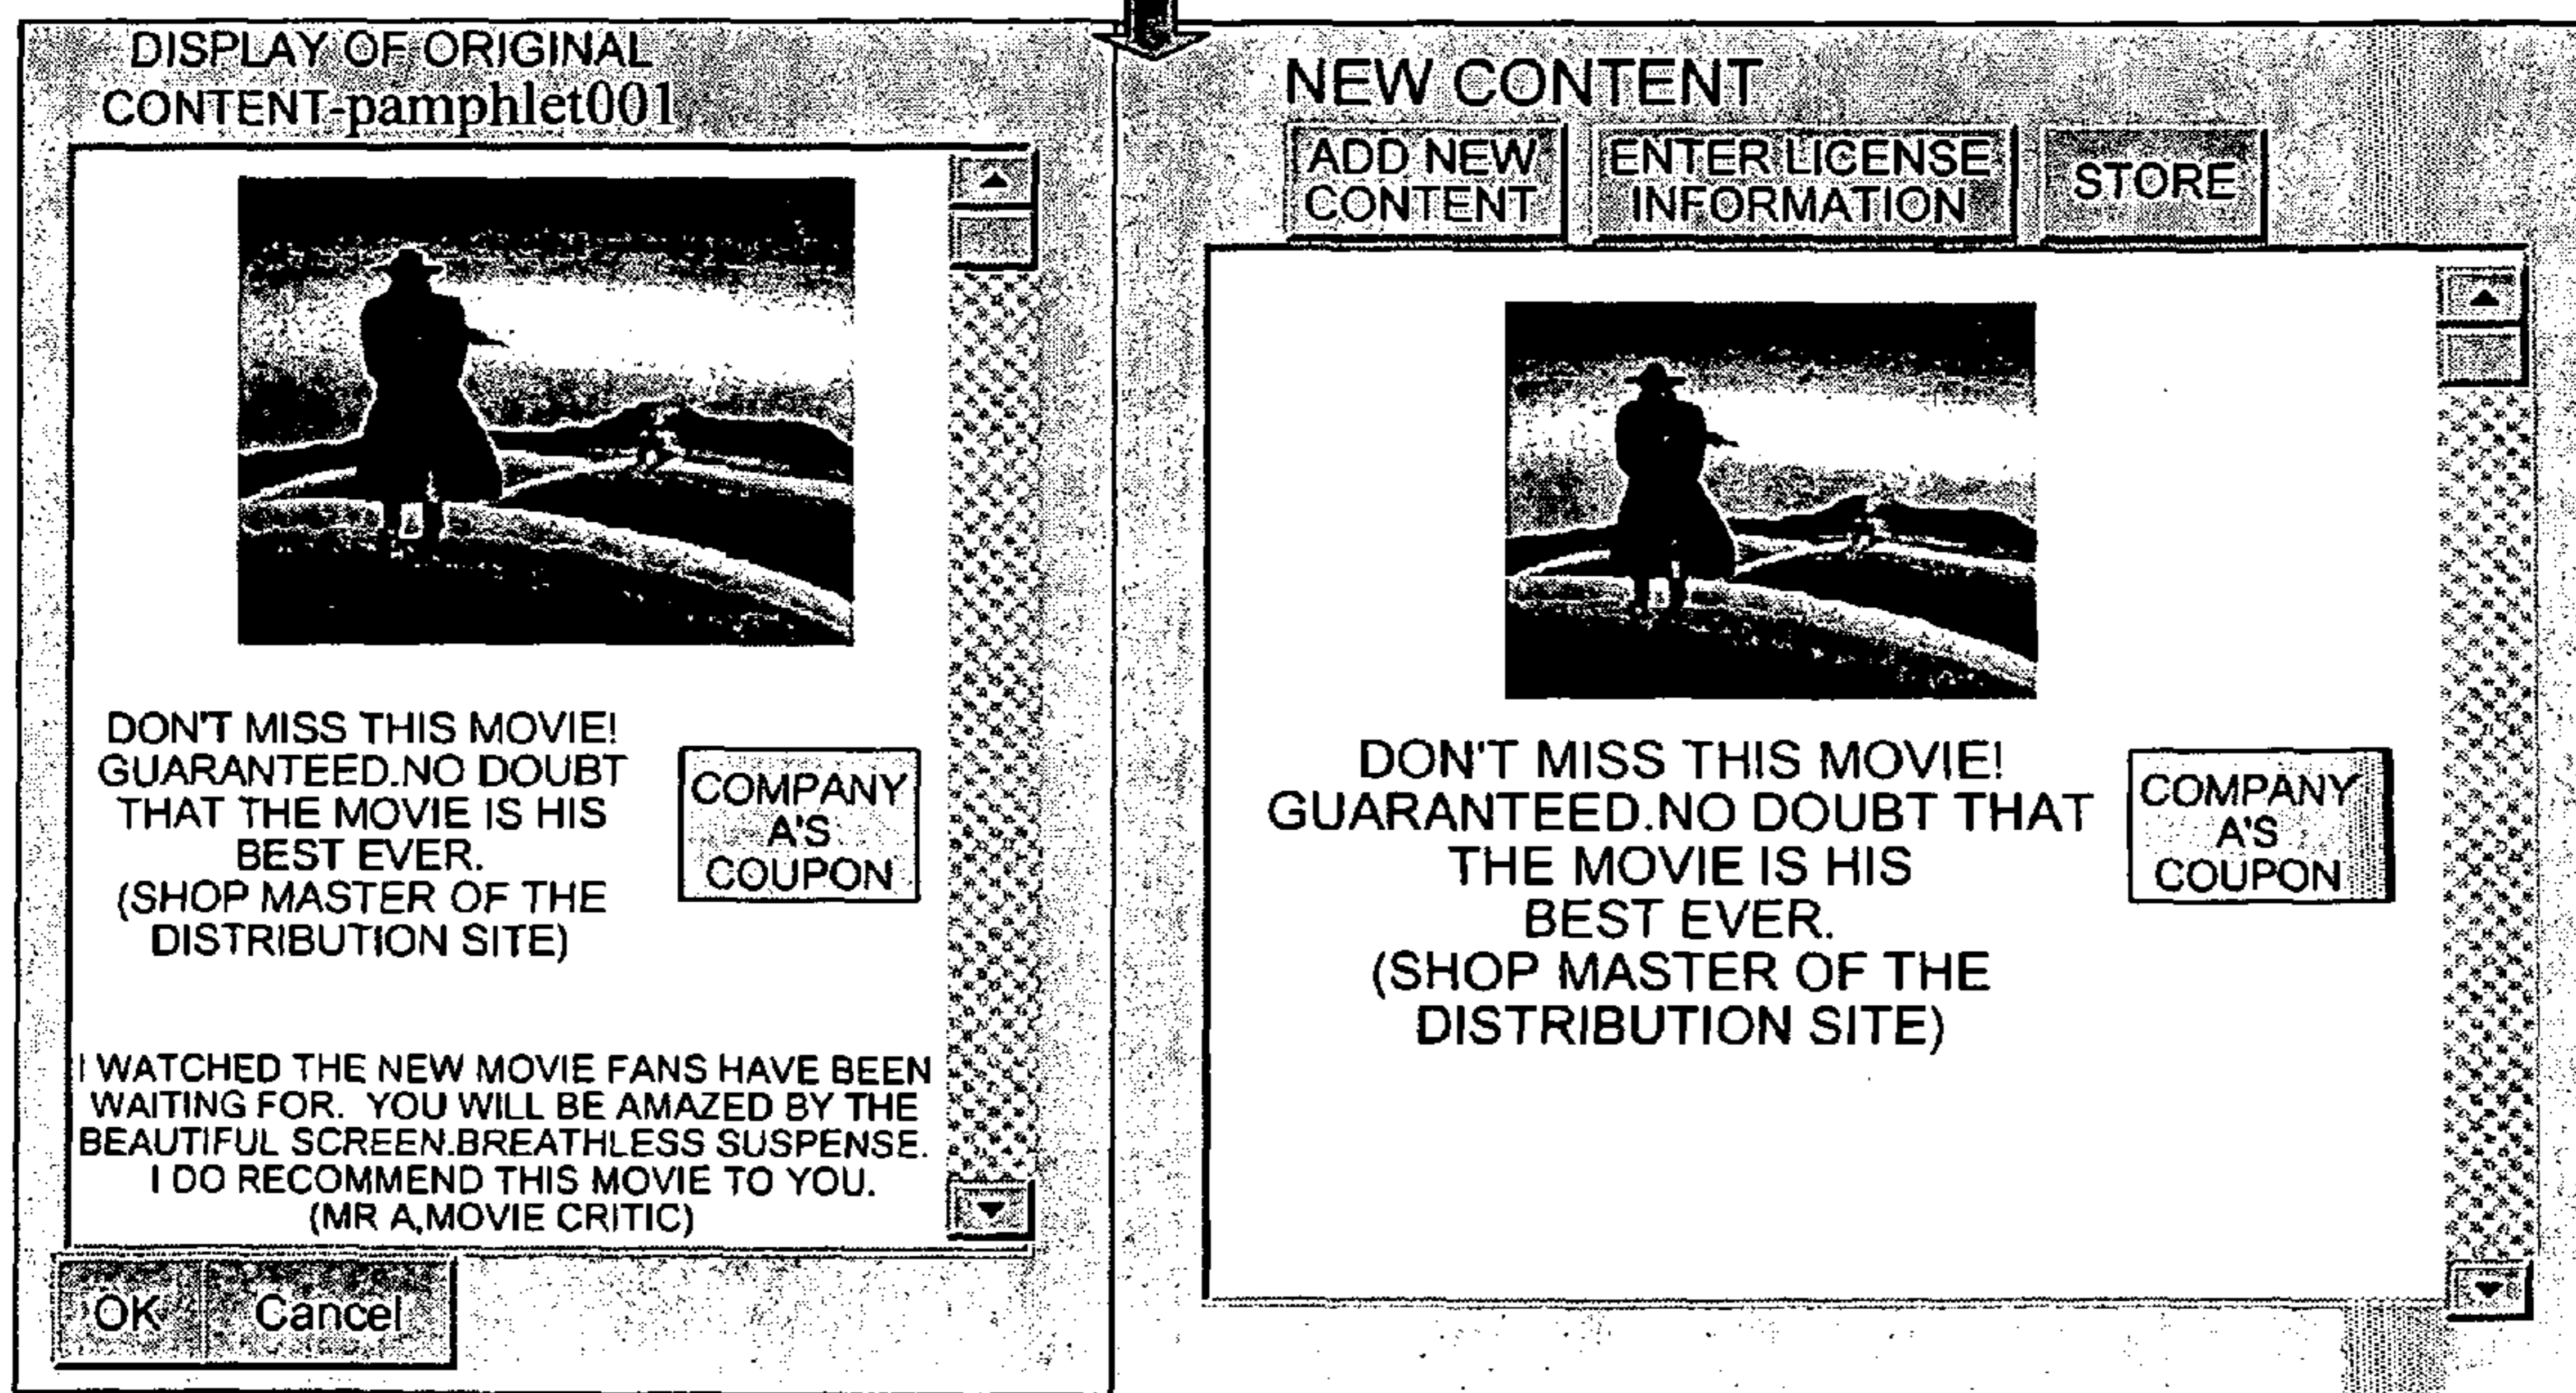 DISPLAY OF ORIGINAL
CONTENT-pamphlet001
DON'T MISS THIS MOVIE!
GUARANTEED.NO DOUBT
THAT THE MOVIE IS HIS
BEST EVER.
(SHOP MASTER OF THE
DISTRIBUTION SITE)
COMPANY
A'S
COUPON
I WATCHED THE NEW MOVIE FANS HAVE BEEN
WAITING FOR. YOU WILL BE AMAZED BY THE
BEAUTIFUL SCREEN.BREATHLESS SUSPENSE.
I DO RECOMMEND THIS MOVIE TO YOU.
(MR A,MOVIE CRITIC)
OK Cancel
NEW CONTENT
ADD NEW
CONTENT
ENTER LICENSE
INFORMATION
STORE
DON'T MISS THIS MOVIE!
GUARANTEED.NO DOUBT THAT
THE MOVIE IS HIS
BEST EVER.
(SHOP MASTER OF THE
DISTRIBUTION SITE)
COMPANY
A'S
COUPON